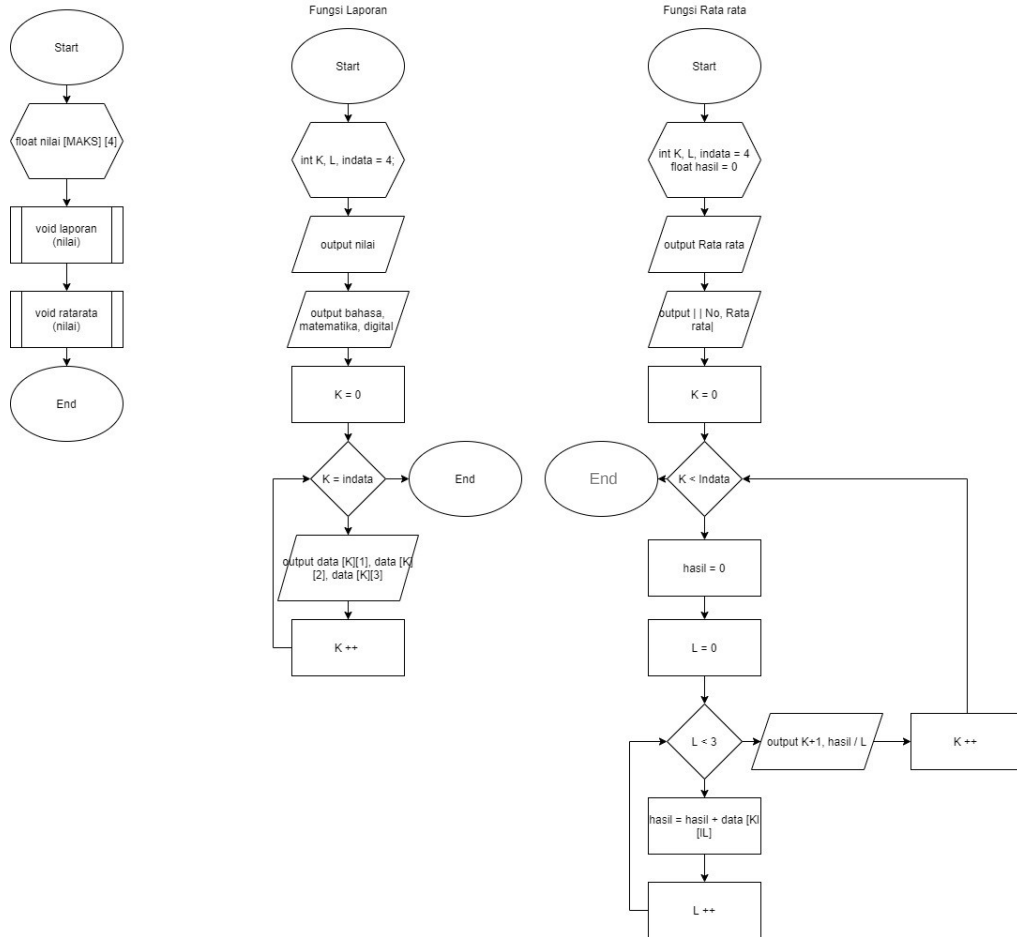 Start
float nilai [MAKS] [4]
void laporan
(nilai)
void ratarata
(nilai)
End
Fungsi Laporan
Start
int K, L, indata = 4;
output nilai
output bahasa,
matematika, digital
K = 0
K = indata
End
output data [K][1], data [K]
[2], data [K][3]
K ++
Fungsi Rata rata
Start
int K, L, indata = 4
float hasil = 0
output Rata rata
output | | No, Rata
rata|
K = 0
K < Indata
End
hasil = 0
L = 0
L < 3
output K+1, hasil / L
K ++
hasil = hasil + data [Kl
[lL]
L ++